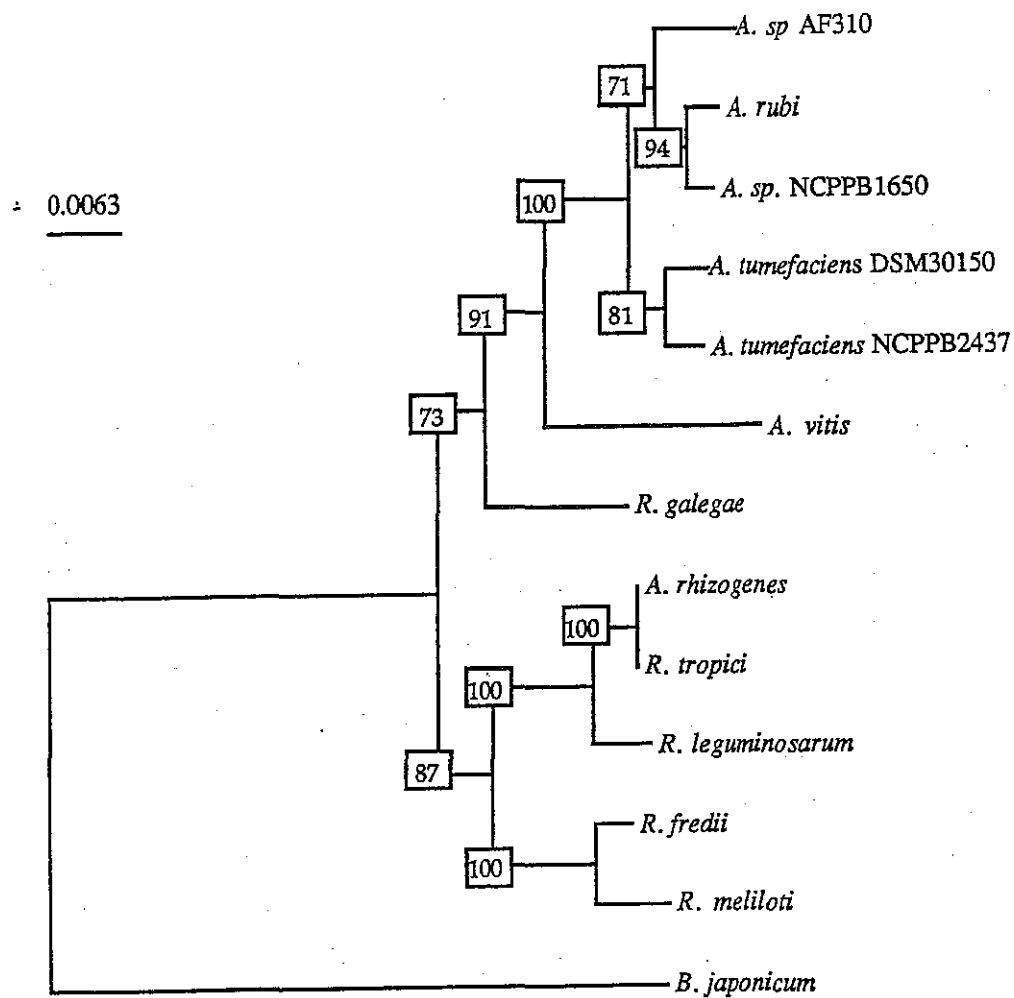 A. sp AF310
71
A. rubi
94
A. sp. NCPPB1650
100
0.0063
A. tumefaciens DSM30150
91
81
A. tumefaciens NCPPB2437
73
A. vitis
R. galegae
A. rhizogenes
100
R. tropici
100
R. leguminosarum
87
R. fredii
100
R. meliloti
B. japonicum